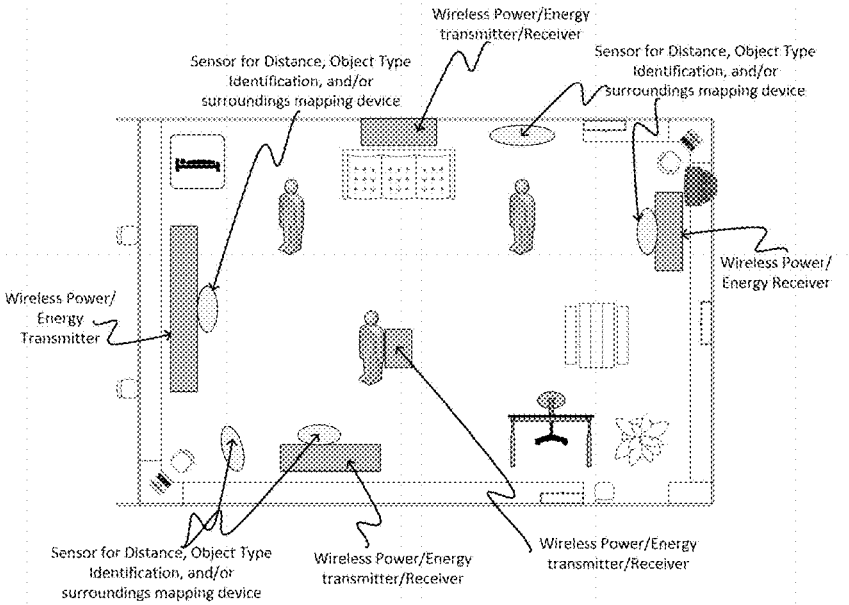 Wireless Power/Energy
transmitter/Receiver
Sensor for Distance, Object Type
Identification, and/or
surroundings mapping device
Sensor for Distance, Object Type
Identification, and/or
surroundings mapping device
Wireless Power/
Energy Receiver
Wireless Power/
Energy
Transmitter
Sensor for Distance, Object Type
Identification, and/or
surroundings mapping device
Wireless Power/Energy
transmitter/Receiver
Wireless Power/Energy
transmitter/Receiver